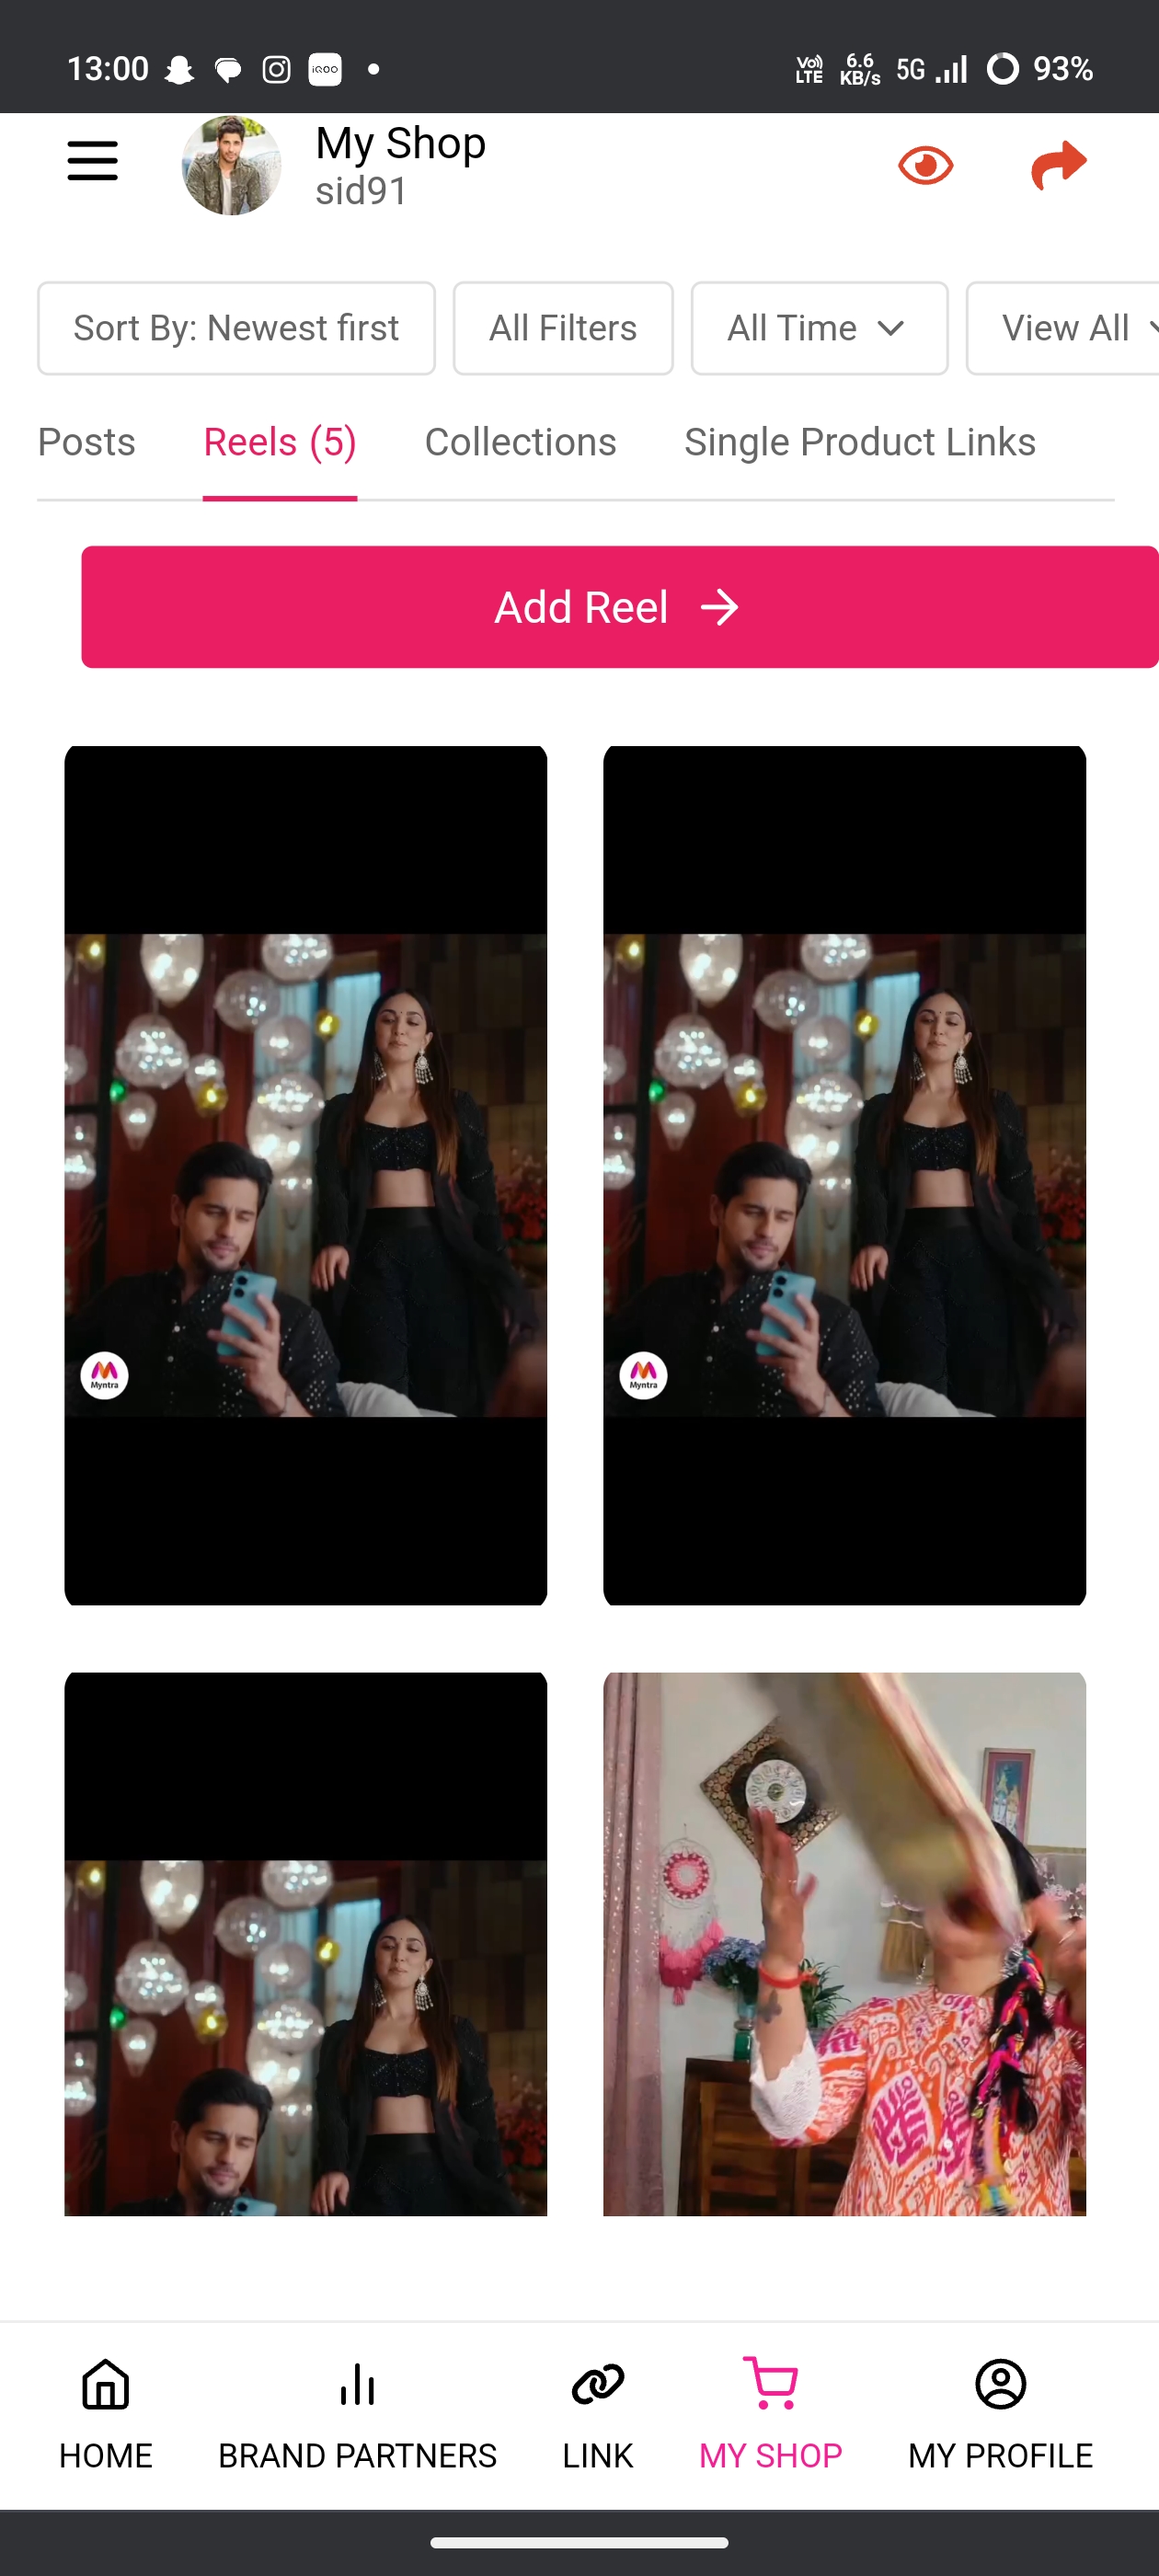 13:00 iQOO Vo)) LTE 6.6 KB/s 5G 93%
My Shop
sid91
Sort By: Newest first All Filters All Time View All
Posts Reels (5) Collections Single Product Links
Add Reel
Myntra Myntra
HOME BRAND PARTNERS LINK MY SHOP MY PROFILE